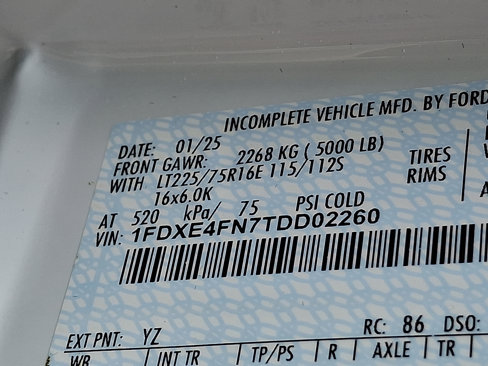 INCOMPLETE VEHICLE MFD. BY FORD
DATE: 01/25
FRONT GAWR: 2268 KG ( 5000 LB)
WITH LT225/75R16E 115/112S TIRES
16x6.0K RIMS
AT 520 kPa/ 75 PSI COLD
VIN: 1FDXE4FN7TDD02260
EXT PNT: YZ RC: 86 DSO:
WB INT TR TP/PS R AXLE TR